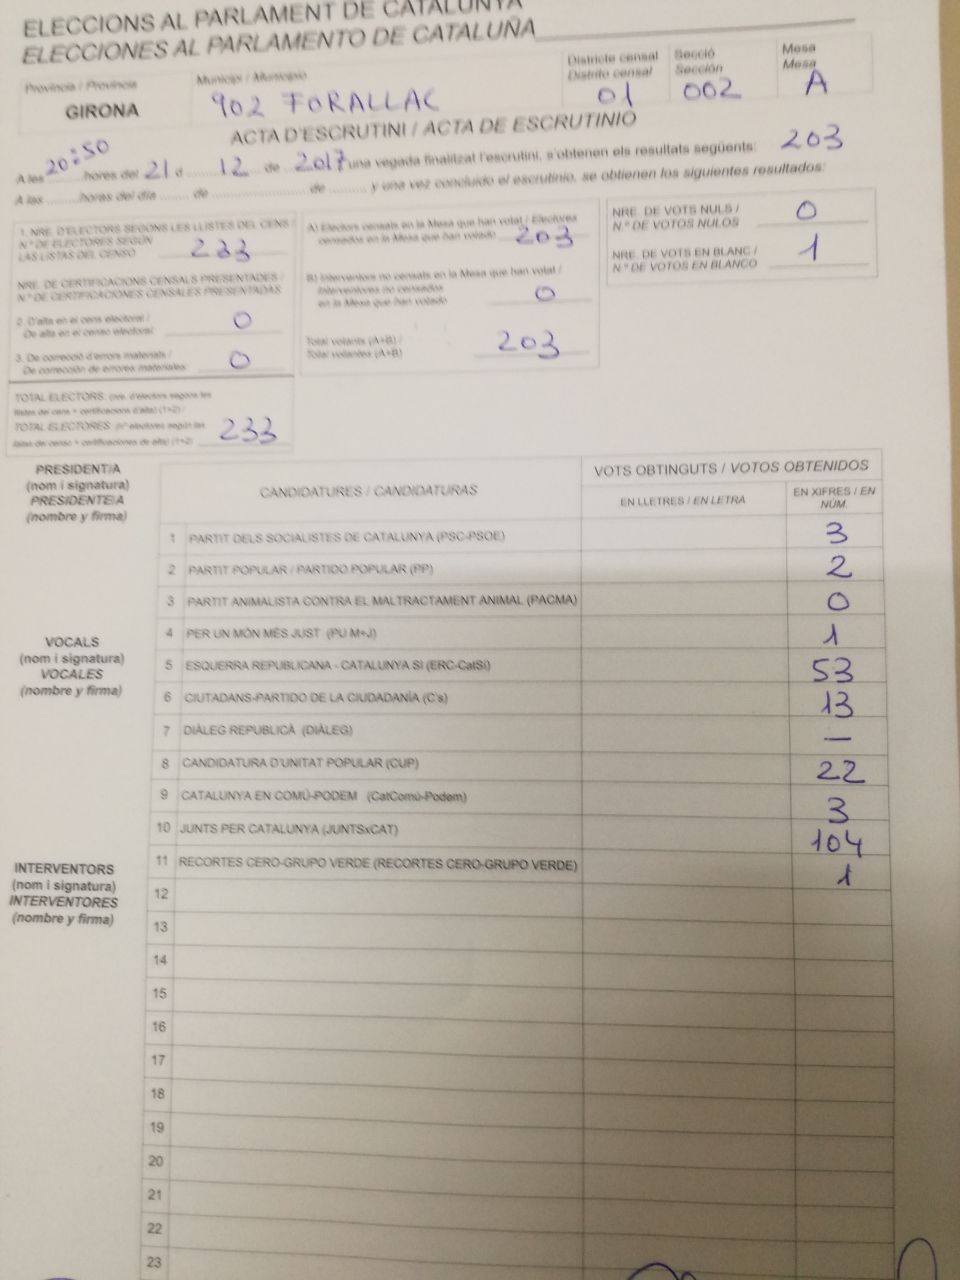 ELECCIONS AL PARLAMENT DE CATALUNYA
ELECCIONES AL PARLAMENTO DE CATALUÑA
Província / Provincia
GIRONA
Municipi / Municipio
902 FORALLAC
Districte censal
Distrito censal
01
Secció
Sección
002
Mesa
Mesa
A
ACTA D'ESCRUTINI / ACTA DE ESCRUTINIO
A les 20:50 hores del 21 d 12 de 2017 una vegada finalitzat l'escrutini, s'obtenen els resultats següents: 203
A las ......... horas del día ....... de ........................ de ......... y una vez concluido el escrutinio, se obtienen los siguientes resultados:
1. NRE. D'ELECTORS SEGONS LES LLISTES DEL CENS /
N.º DE ELECTORES SEGÚN
LAS LISTAS DEL CENSO 233
NRE. DE CERTIFICACIONS CENSALS PRESENTADES /
N.º DE CERTIFICACIONES CENSALES PRESENTADAS
2. D'alta en el cens electoral /
De alta en el censo electoral: 0
3. De correcció d'errors materials /
De corrección de errores materiales: 0
TOTAL ELECTORS: (nre. d'electors segons les
llistes del cens + certificacions d'alta) (1+2) /
TOTAL ELECTORES: (nº electores según las
listas del censo + certificaciones de alta) (1+2) 233
A) Electors censats en la Mesa que han votat / Electores
censados en la Mesa que han votado 203
B) Interventors no censats en la Mesa que han votat /
Interventores no censados
en la Mesa que han votado 0
Total votants (A+B) /
Total votantes (A+B) 203
NRE. DE VOTS NULS /
N.º DE VOTOS NULOS 0
NRE. DE VOTS EN BLANC /
N.º DE VOTOS EN BLANCO 1
PRESIDENT/A
(nom i signatura)
PRESIDENTE/A
(nombre y firma)
VOCALS
(nom i signatura)
VOCALES
(nombre y firma)
INTERVENTORS
(nom i signatura)
INTERVENTORES
(nombre y firma)
CANDIDATURES / CANDIDATURAS
VOTS OBTINGUTS / VOTOS OBTENIDOS
EN LLETRES / EN LETRA
EN XIFRES / EN
NÚM.
1 PARTIT DELS SOCIALISTES DE CATALUNYA (PSC-PSOE) 3
2 PARTIT POPULAR / PARTIDO POPULAR (PP) 2
3 PARTIT ANIMALISTA CONTRA EL MALTRACTAMENT ANIMAL (PACMA) 0
4 PER UN MÓN MÉS JUST (PU M+J) 1
5 ESQUERRA REPUBLICANA - CATALUNYA SÍ (ERC-CatSí) 53
6 CIUTADANS-PARTIDO DE LA CIUDADANÍA (C's) 13
7 DIÀLEG REPUBLICÀ (DIÀLEG) —
8 CANDIDATURA D'UNITAT POPULAR (CUP) 22
9 CATALUNYA EN COMÚ-PODEM (CatComú-Podem) 3
10 JUNTS PER CATALUNYA (JUNTSxCAT) 104
11 RECORTES CERO-GRUPO VERDE (RECORTES CERO-GRUPO VERDE) 1
12
13
14
15
16
17
18
19
20
21
22
23